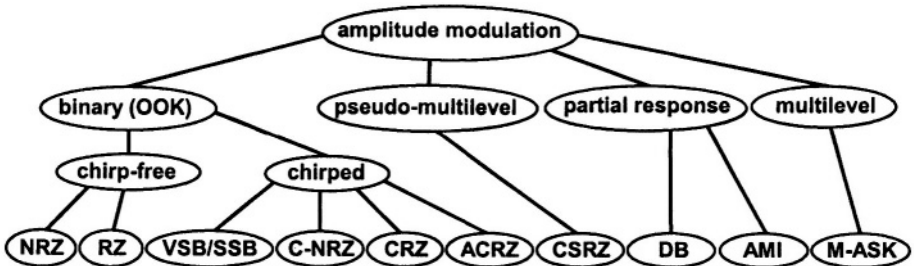 amplitude modulation
binary (OOK)
pseudo-multilevel
partial response
multilevel
chirp-free
chirped
NRZ
RZ
VSB/SSB
C-NRZ
CRZ
ACRZ
CSRZ
DB
AMI
M-ASK